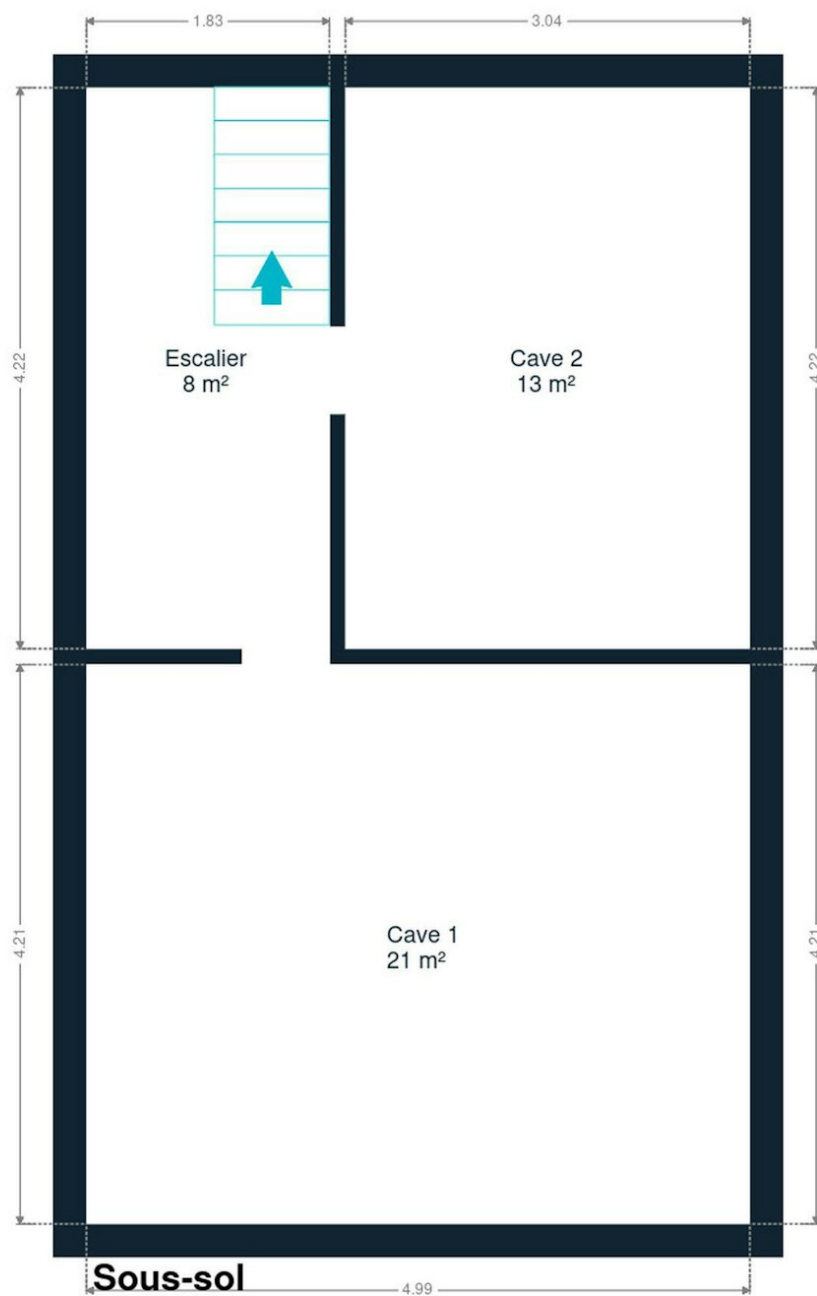 1.83
3.04
4.22
4.22
Escalier
8 m²
Cave 2
13 m²
4.21
4.21
Cave 1
21 m²
Sous-sol
4.99